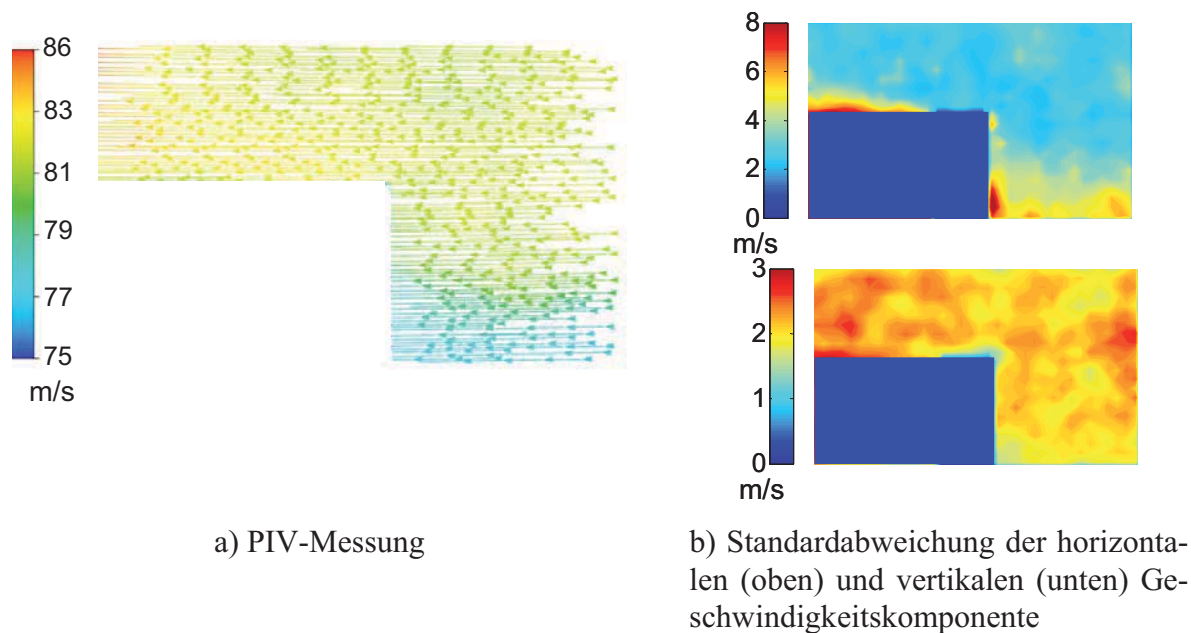 86
83
81
79
77
75
m/s
8
6
4
2
0
m/s
3
2
1
0
m/s
a) PIV-Messung
b) Standardabweichung der horizonta-
len (oben) und vertikalen (unten) Ge-
schwindigkeitskomponente